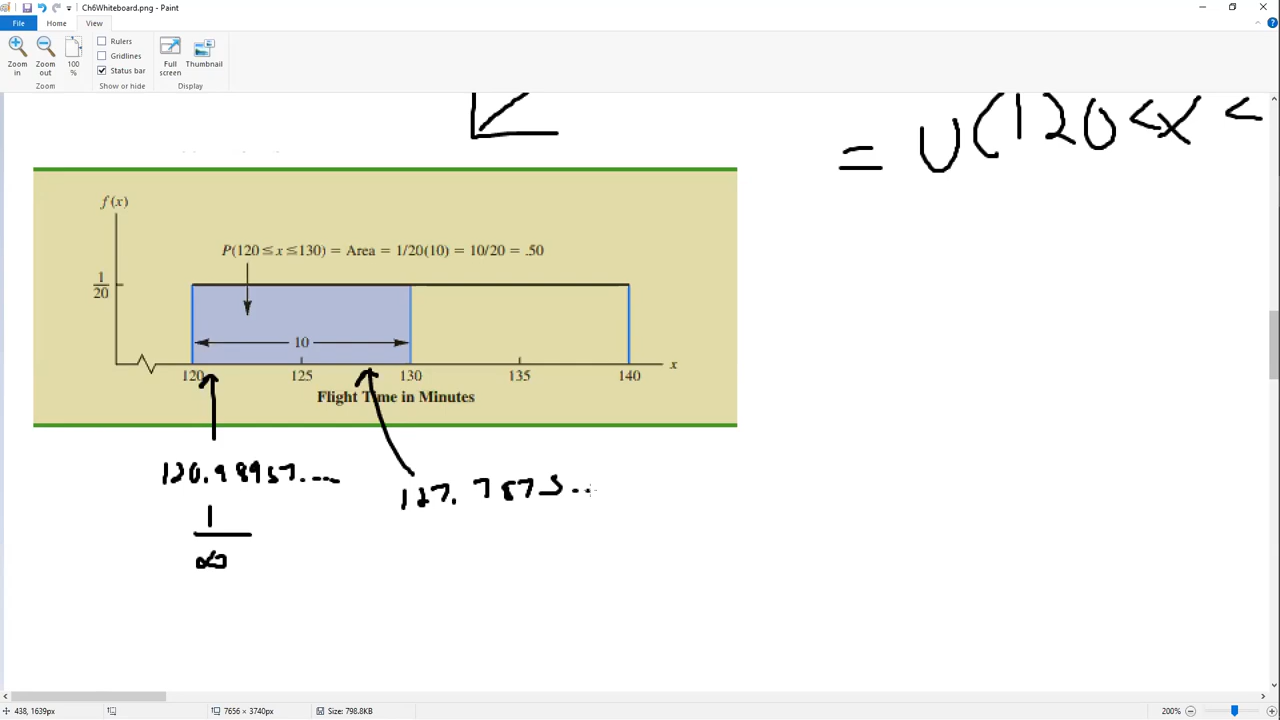 Ch6Whiteboard.png - Paint
File Home View
Zoom in
Zoom out
100 %
Rulers
Gridlines
Status bar
Full screen
Thumbnail
Zoom
Show or hide
Display
= U(120<x<
f(x)
P(120≤x≤130) = Area = 1/20(10) = 10/20 = .50
1
20
10
120 125 130 135 140 x
Flight Time in Minutes
120.98957....
127.7875..
1
∞
438, 1639px
7656 × 3740px
Size: 798.8KB
200%